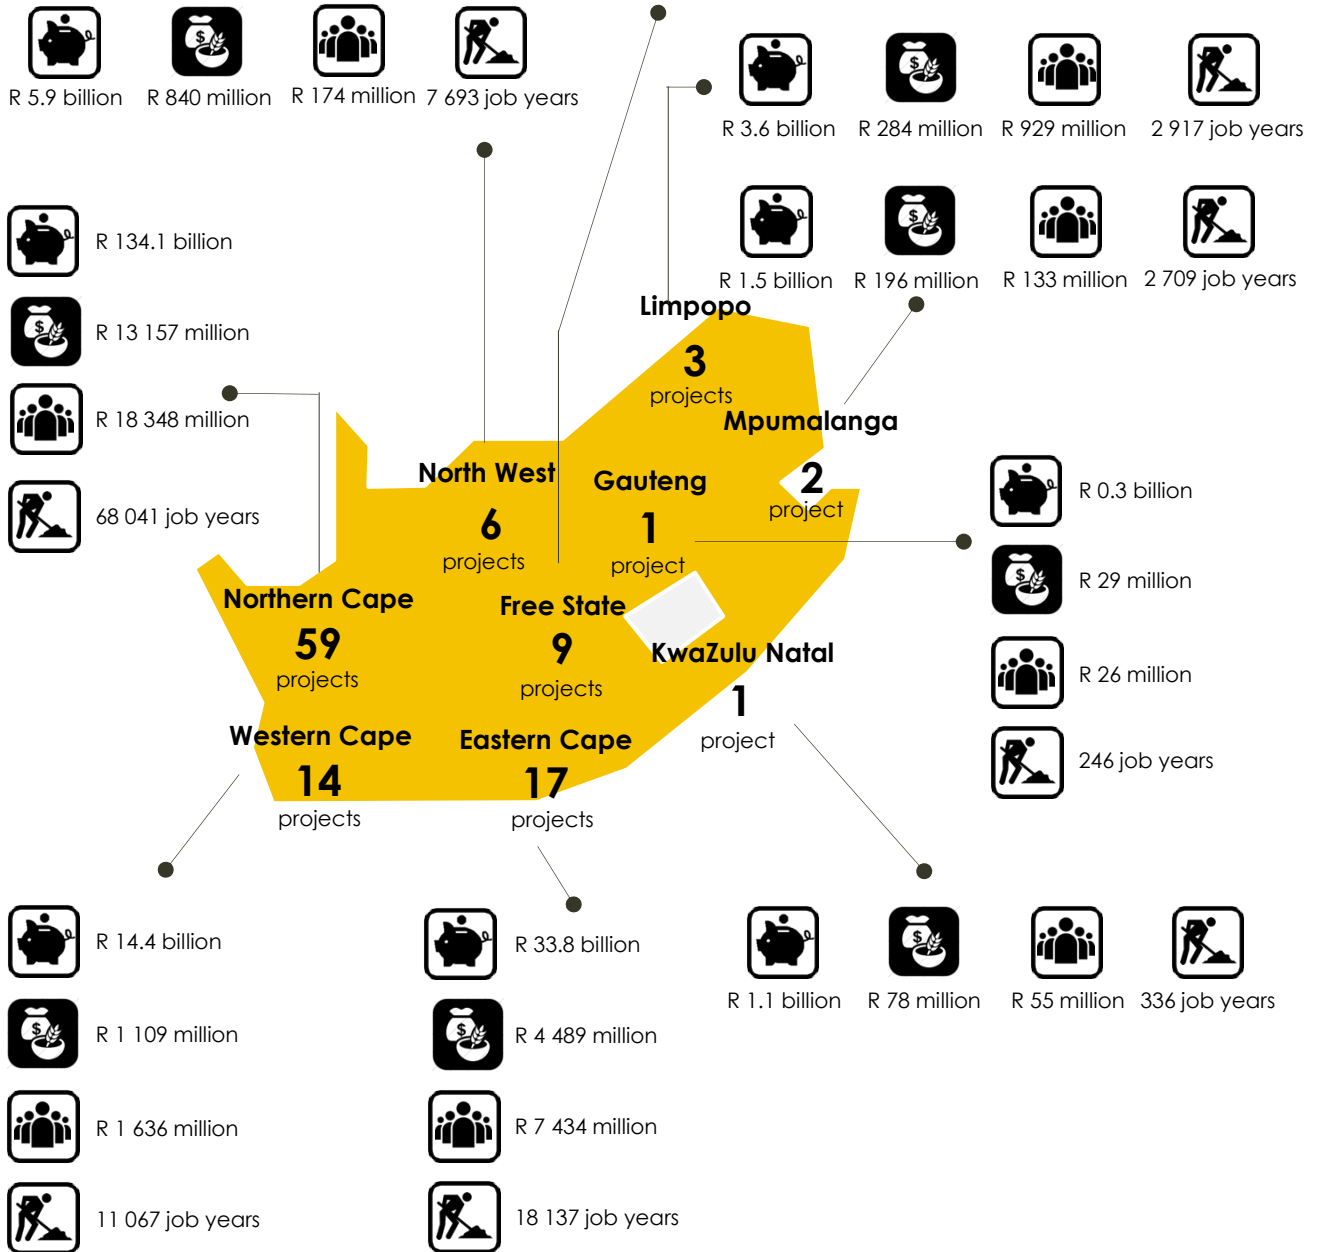 R 5.9 billion R 840 million R 174 million 7 693 job years
R 3.6 billion R 284 million R 929 million 2 917 job years
R 134.1 billion
R 13 157 million
R 18 348 million
68 041 job years
R 1.5 billion R 196 million R 133 million 2 709 job years
Limpopo
3
projects
Mpumalanga
2
project
North West
6
projects
Gauteng
1
project
R 0.3 billion
R 29 million
R 26 million
246 job years
Northern Cape
59
projects
Free State
9
projects
KwaZulu Natal
1
project
Western Cape
14
projects
Eastern Cape
17
projects
R 14.4 billion
R 1 109 million
R 1 636 million
11 067 job years
R 33.8 billion
R 4 489 million
R 7 434 million
18 137 job years
R 1.1 billion R 78 million R 55 million 336 job years